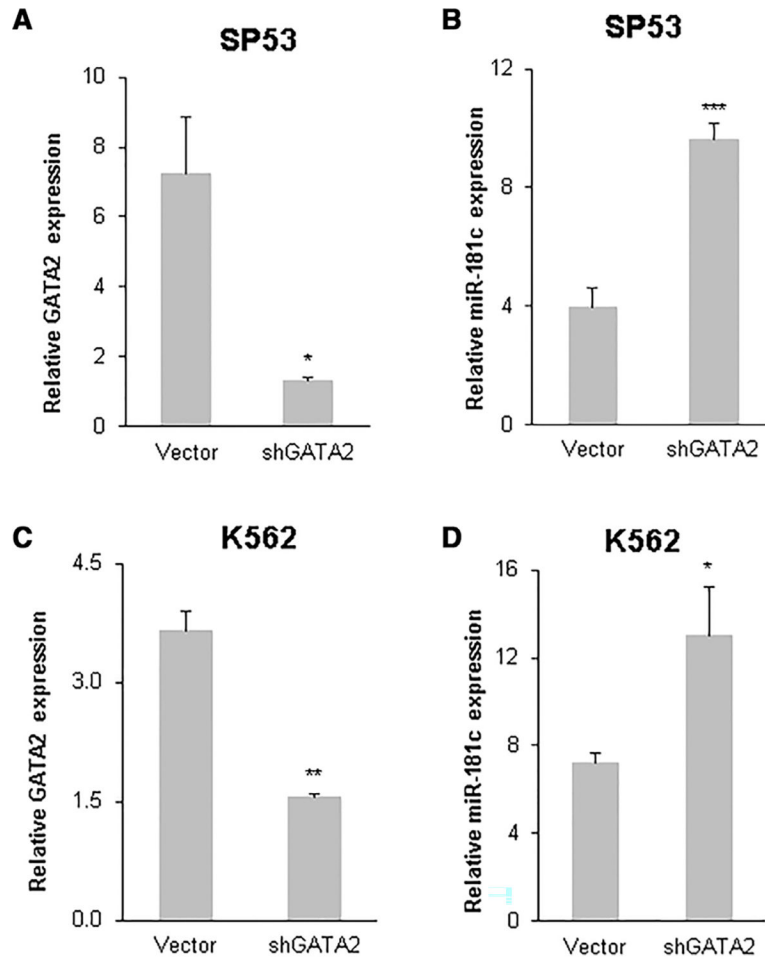 A
SP53
Relative GATA2 expression
10
8
6
4
2
0
*
Vector
shGATA2
B
SP53
Relative miR-181c expression
12
8
4
0
***
Vector
shGATA2
C
K562
Relative GATA2 expression
4.5
3.0
1.5
0.0
**
Vector
shGATA2
D
K562
Relative miR-181c expression
16
12
8
4
0
*
Vector
shGATA2